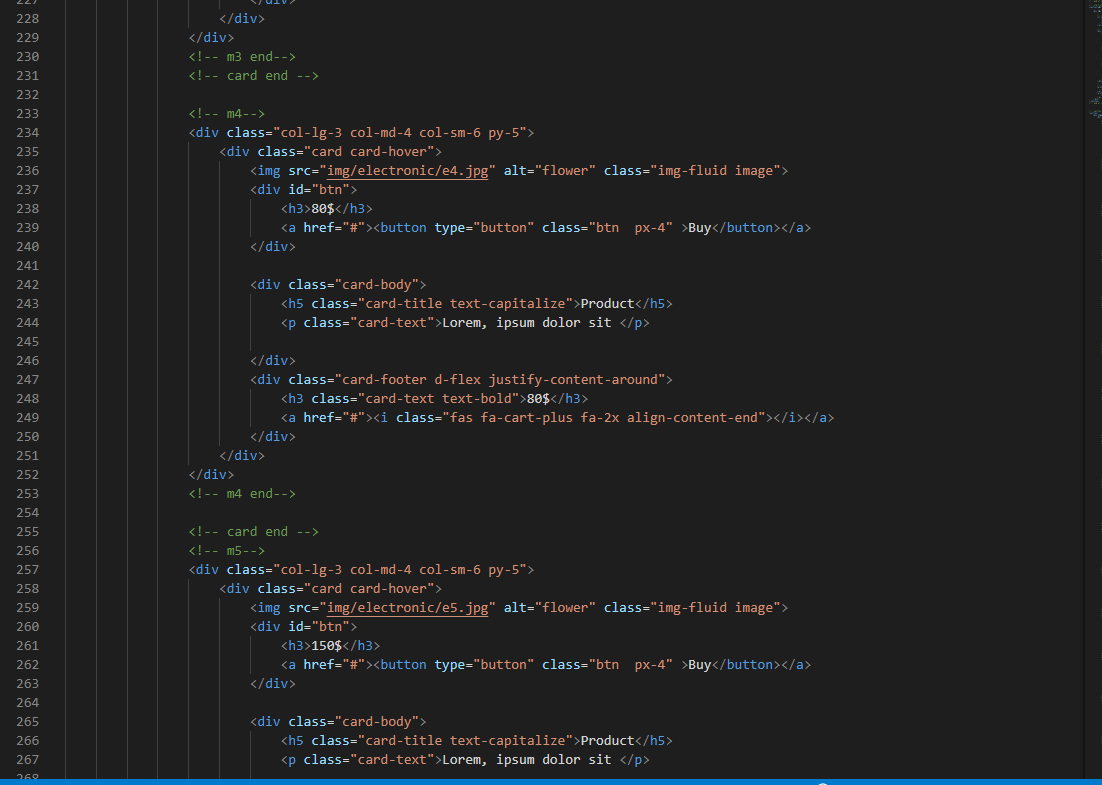 227 </div>
228 </div>
229 </div>
230 <!-- m3 end-->
231 <!-- card end -->
232
233 <!-- m4-->
234 <div class="col-lg-3 col-md-4 col-sm-6 py-5">
235 <div class="card card-hover">
236 <img src="img/electronic/e4.jpg" alt="flower" class="img-fluid image">
237 <div id="btn">
238 <h3>80$</h3>
239 <a href="#"><button type="button" class="btn  px-4" >Buy</button></a>
240 </div>
241
242 <div class="card-body">
243 <h5 class="card-title text-capitalize">Product</h5>
244 <p class="card-text">Lorem, ipsum dolor sit </p>
245
246 </div>
247 <div class="card-footer d-flex justify-content-around">
248 <h3 class="card-text text-bold">80$</h3>
249 <a href="#"><i class="fas fa-cart-plus fa-2x align-content-end"></i></a>
250 </div>
251 </div>
252 </div>
253 <!-- m4 end-->
254
255 <!-- card end -->
256 <!-- m5-->
257 <div class="col-lg-3 col-md-4 col-sm-6 py-5">
258 <div class="card card-hover">
259 <img src="img/electronic/e5.jpg" alt="flower" class="img-fluid image">
260 <div id="btn">
261 <h3>150$</h3>
262 <a href="#"><button type="button" class="btn  px-4" >Buy</button></a>
263 </div>
264
265 <div class="card-body">
266 <h5 class="card-title text-capitalize">Product</h5>
267 <p class="card-text">Lorem, ipsum dolor sit </p>
268